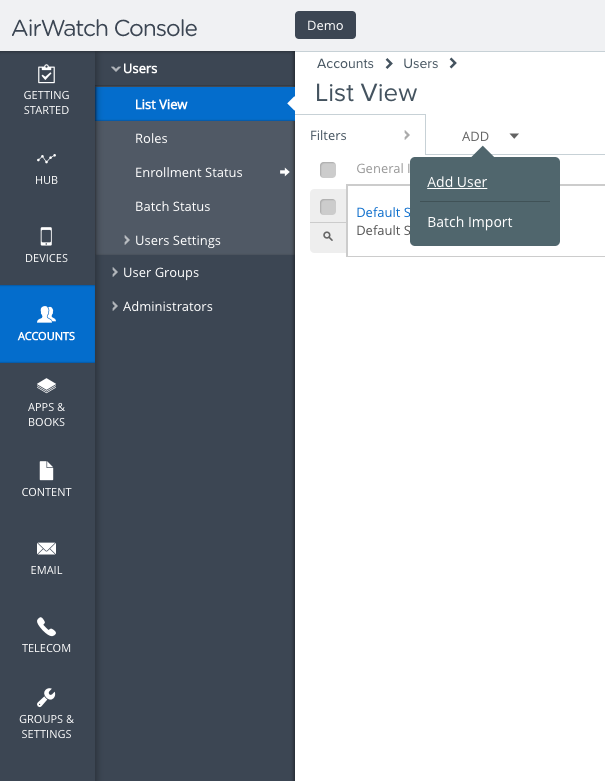 AirWatch Console
Demo
GETTING
STARTED
HUB
DEVICES
ACCOUNTS
APPS &
BOOKS
CONTENT
EMAIL
TELECOM
GROUPS &
SETTINGS
Users
List View
Roles
Enrollment Status
Batch Status
Users Settings
User Groups
Administrators
Accounts > Users >
List View
Filters
ADD
Add User
Batch Import
General
Default
Default